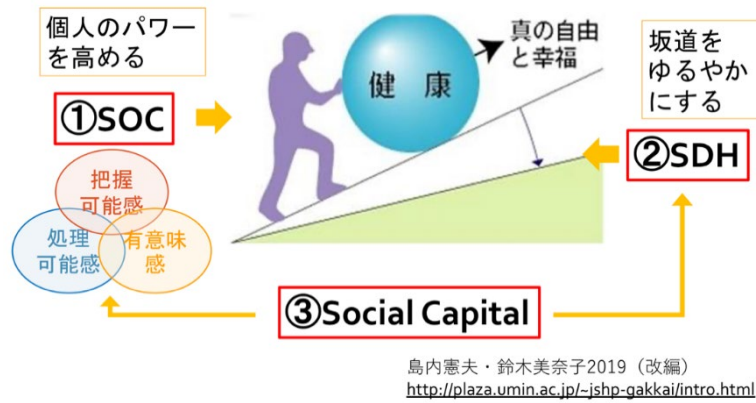 個人のパワー
を高める
①SOC
把握
可能感
処理
可能感
有意味
感
健 康
真の自由
と幸福
坂道を
ゆるやか
にする
②SDH
③Social Capital
島内憲夫・鈴木美奈子2019（改編）
http://plaza.umin.ac.jp/~jshp-gakkai/intro.html